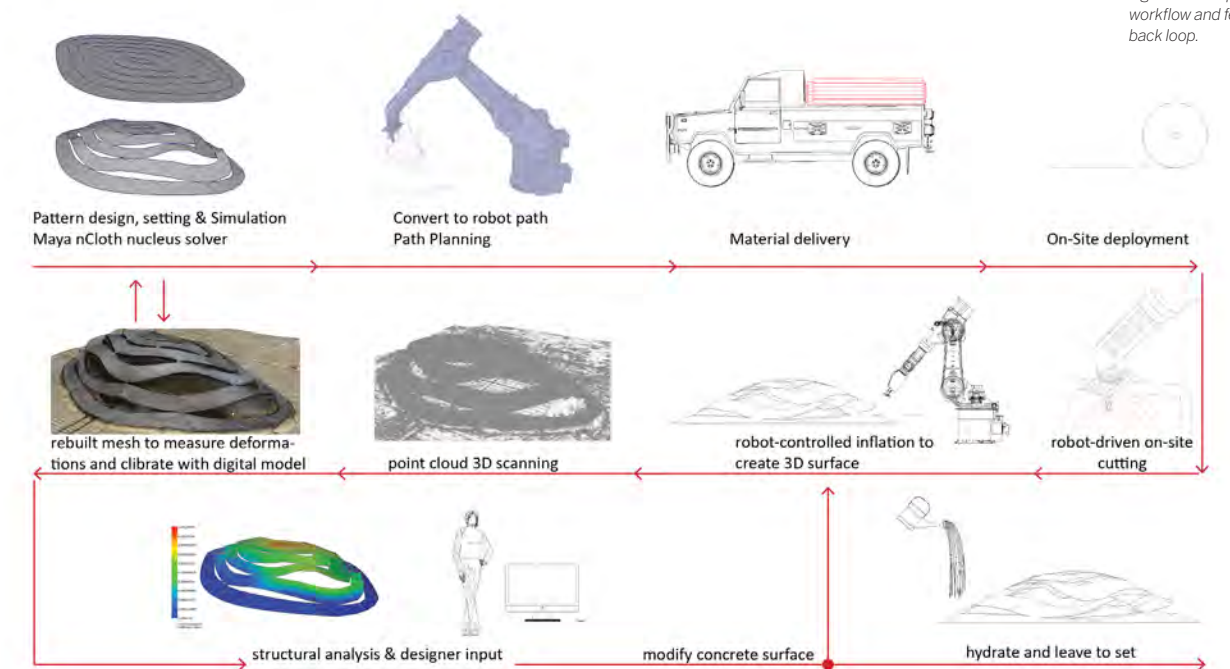 workflow and
back loop.
Pattern design, setting & Simulation
Maya nCloth nucleus solver
Convert to robot path
Path Planning
Material delivery
On-Site deployment
rebuilt mesh to measure deforma-
tions and clibrate with digital model
point cloud 3D scanning
robot-controlled inflation to
create 3D surface
robot-driven on-site
cutting
structural analysis & designer input
modify concrete surface
hydrate and leave to set